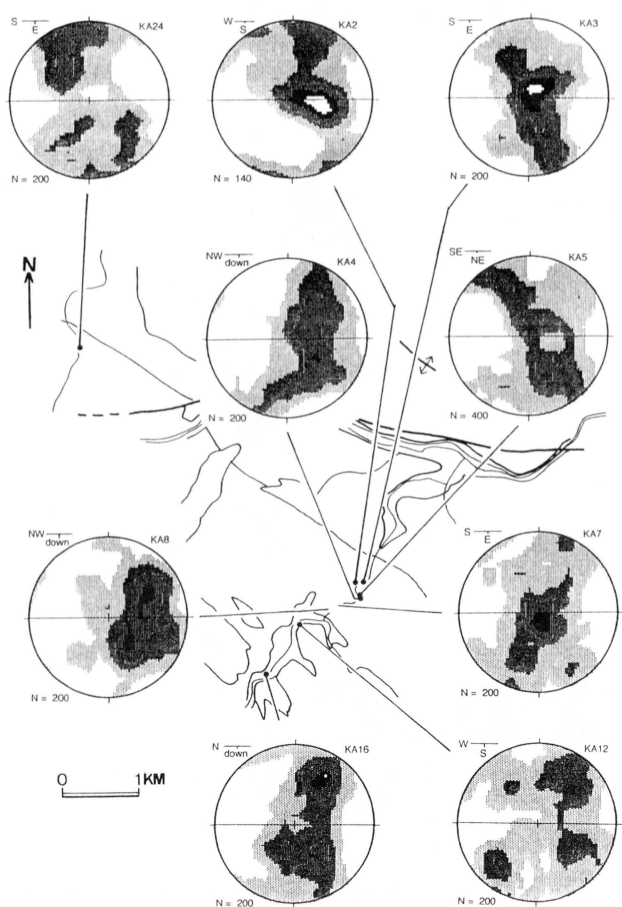 S E KA24
W S KA2
S E KA3
N = 200
N = 140
N = 200
N
NW down KA4
SE NE KA5
N = 200
N = 400
NW down KA8
S E KA7
N = 200
N = 200
0 1KM
N down KA16
W S KA12
N = 200
N = 200